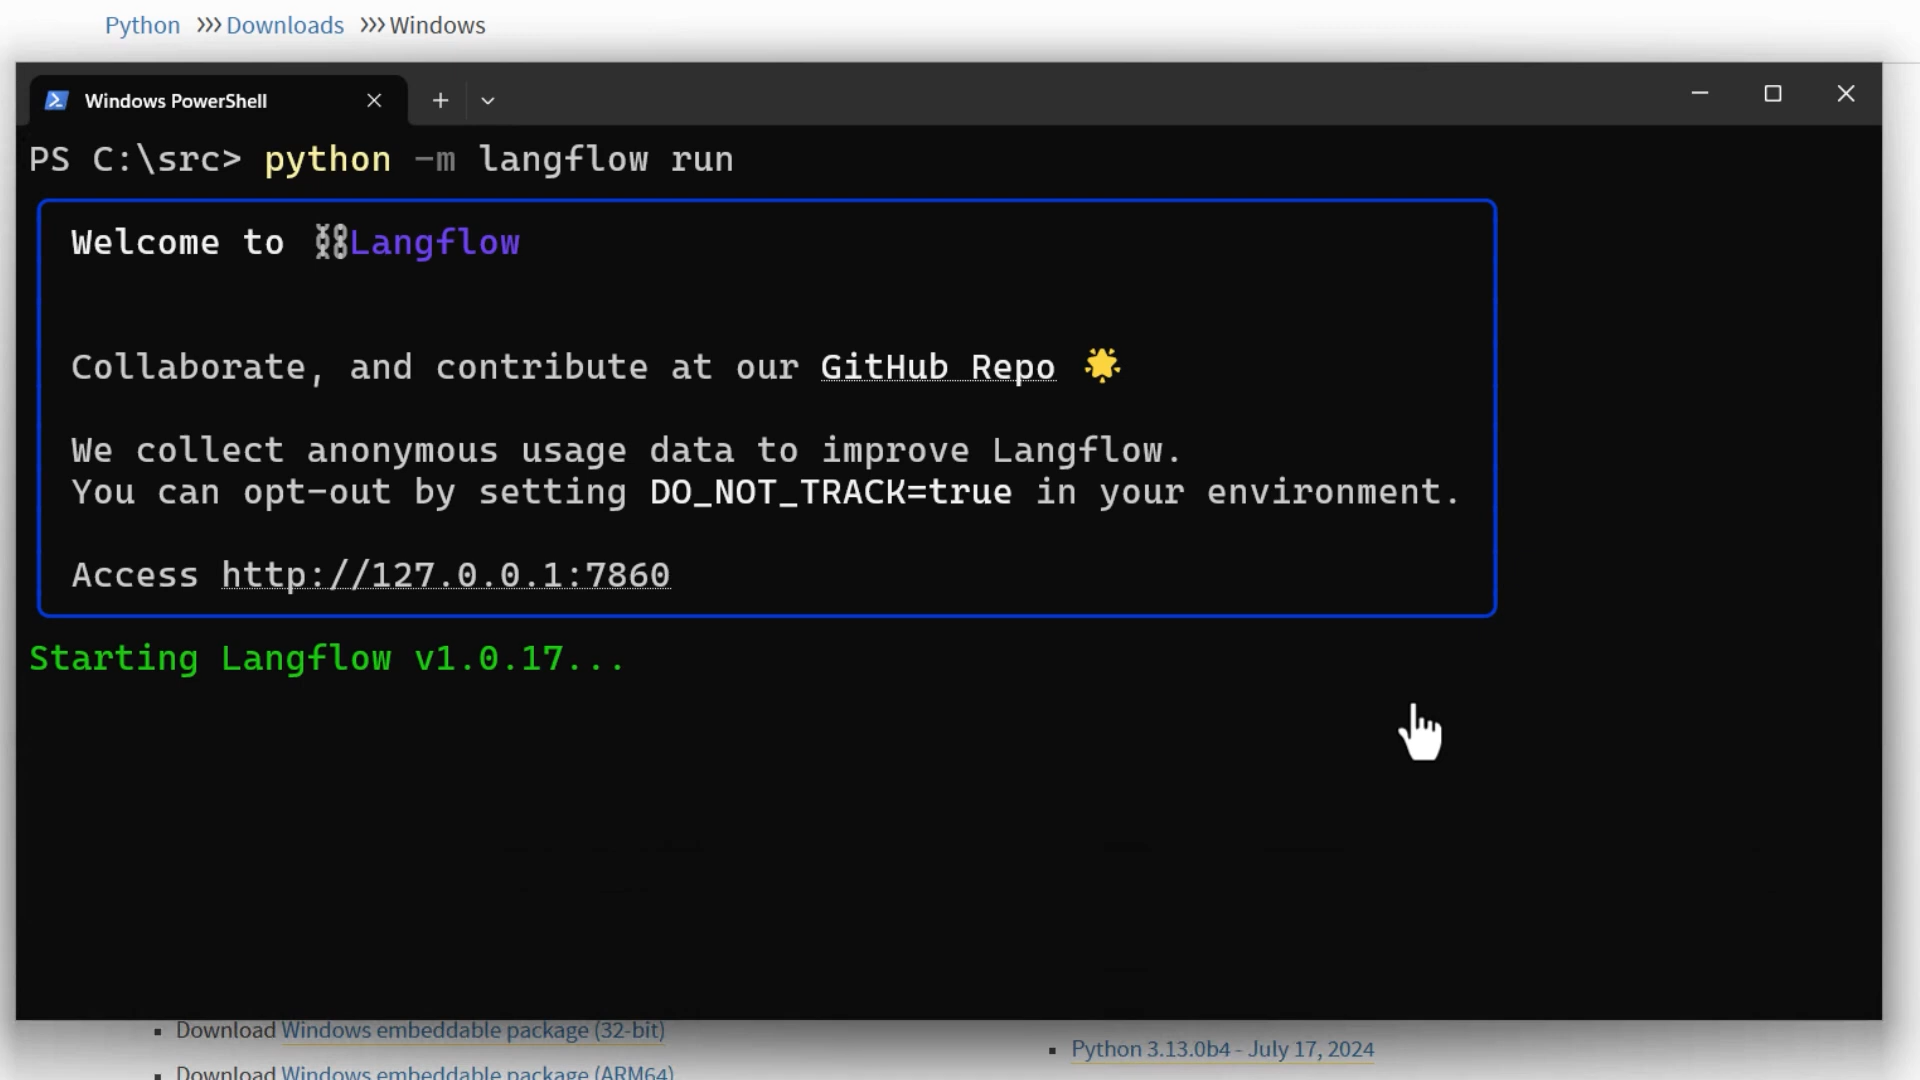 Python >>> Downloads >>> Windows
Windows PowerShell
PS C:\src> python -m langflow run
Welcome to ⛓Langflow
Collaborate, and contribute at our GitHub Repo 🌟
We collect anonymous usage data to improve Langflow.
You can opt-out by setting DO_NOT_TRACK=true in your environment.
Access http://127.0.0.1:7860
Starting Langflow v1.0.17...
▪ Download Windows embeddable package (32-bit)
▪ Download Windows embeddable package (ARM64)
▪ Python 3.13.0b4 - July 17, 2024